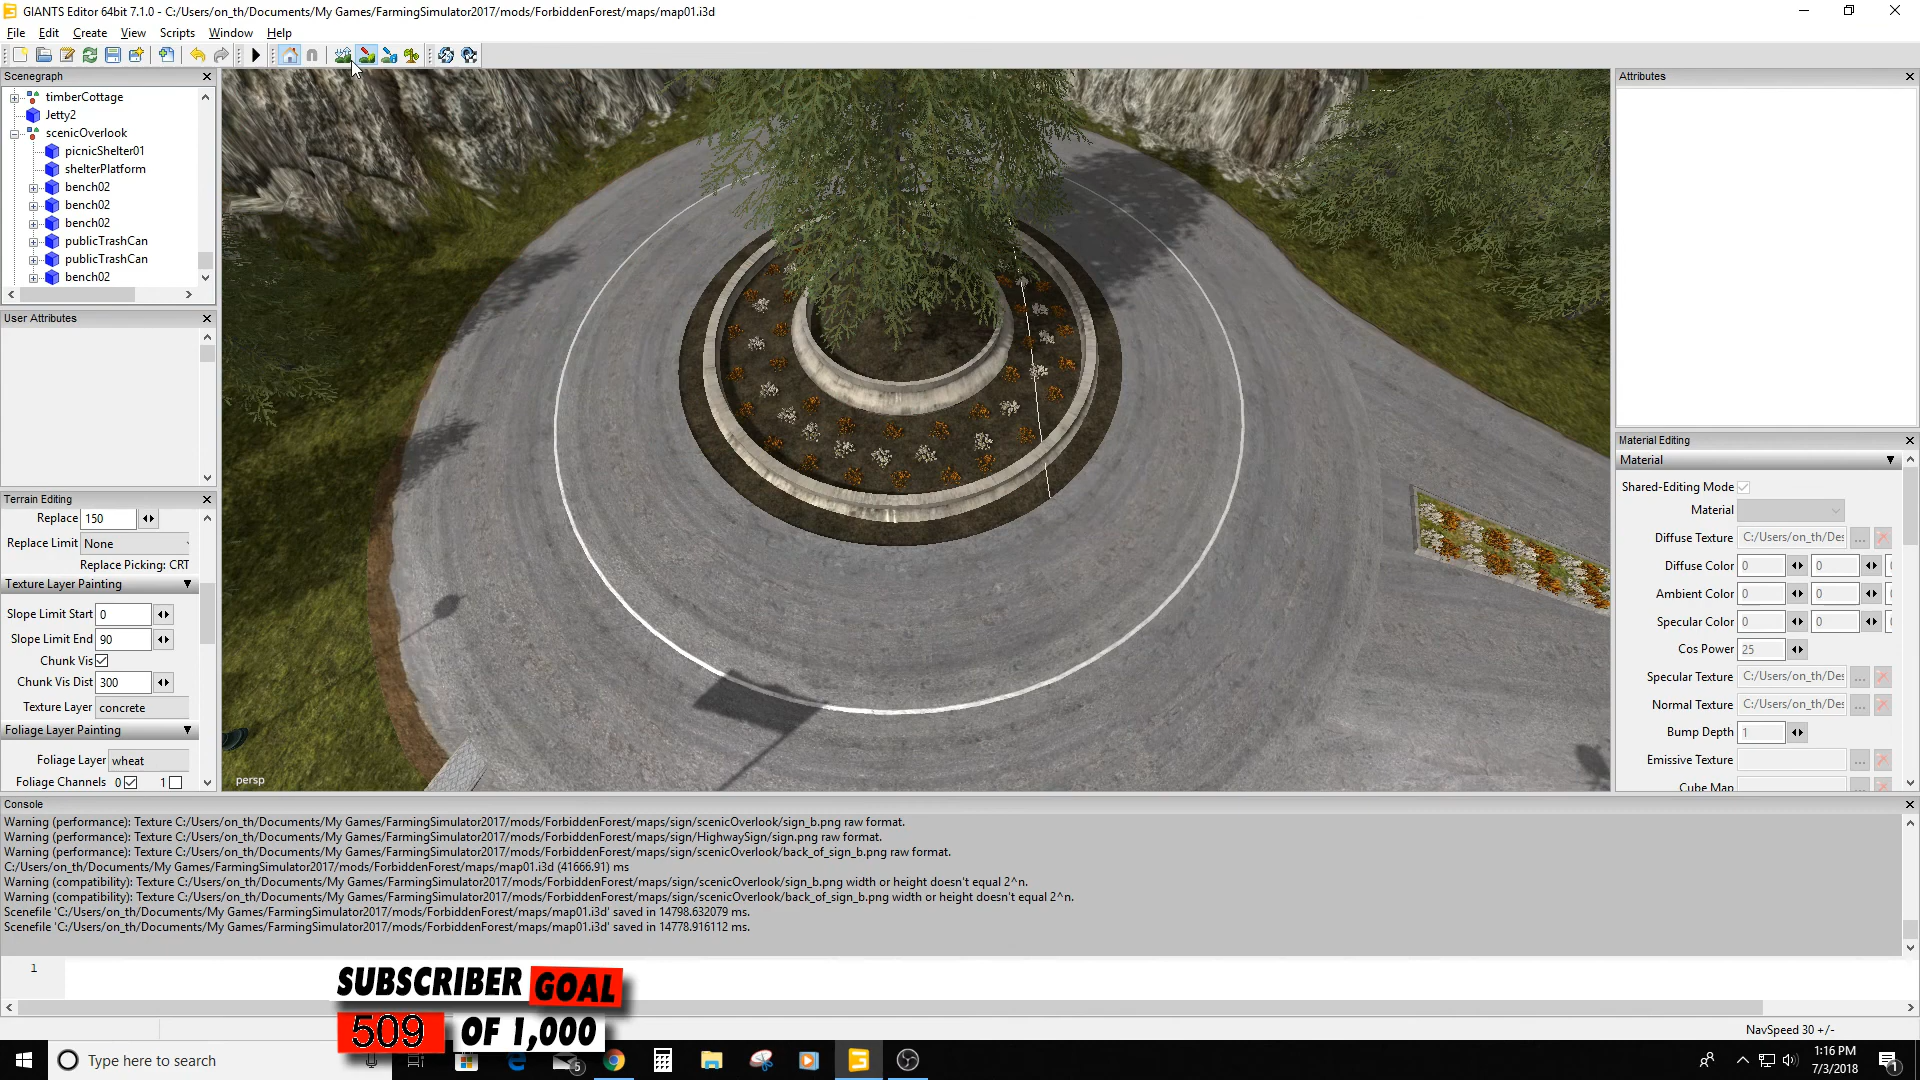 GIANTS Editor 64bit 7.1.0 - C:/Users/on_th/Documents/My Games/FarmingSimulator2017/mods/ForbiddenForest/maps/map01.i3d
File Edit Create View Scripts Window Help
Scenegraph
timberCottage
Jetty2
scenicOverlook
picnicShelter01
shelterPlatform
bench02
bench02
bench02
publicTrashCan
publicTrashCan
bench02
User Attributes
Terrain Editing
Replace 150
Replace Limit None
Replace Picking: CRT
Texture Layer Painting
Slope Limit Start 0
Slope Limit End 90
Chunk Vis
Chunk Vis Dist 300
Texture Layer concrete
Foliage Layer Painting
Foliage Layer wheat
Foliage Channels 0 1
persp
Attributes
Material Editing
Material
Shared-Editing Mode
Material
Diffuse Texture C:/Users/on_th/Des ...
Diffuse Color 0 0
Ambient Color 0 0
Specular Color 0 0
Cos Power 25
Specular Texture C:/Users/on_th/Des ...
Normal Texture C:/Users/on_th/Des ...
Bump Depth 1
Emissive Texture ...
Cube Map
Console
Warning (performance): Texture C:/Users/on_th/Documents/My Games/FarmingSimulator2017/mods/ForbiddenForest/maps/sign/scenicOverlook/sign_b.png raw format.
Warning (performance): Texture C:/Users/on_th/Documents/My Games/FarmingSimulator2017/mods/ForbiddenForest/maps/sign/HighwaySign/sign.png raw format.
Warning (performance): Texture C:/Users/on_th/Documents/My Games/FarmingSimulator2017/mods/ForbiddenForest/maps/sign/scenicOverlook/back_of_sign_b.png raw format.
C:/Users/on_th/Documents/My Games/FarmingSimulator2017/mods/ForbiddenForest/maps/map01.i3d (41666.91) ms
Warning (compatibility): Texture C:/Users/on_th/Documents/My Games/FarmingSimulator2017/mods/ForbiddenForest/maps/sign/scenicOverlook/sign_b.png width or height doesn't equal 2^n.
Warning (compatibility): Texture C:/Users/on_th/Documents/My Games/FarmingSimulator2017/mods/ForbiddenForest/maps/sign/scenicOverlook/back_of_sign_b.png width or height doesn't equal 2^n.
Scenefile 'C:/Users/on_th/Documents/My Games/FarmingSimulator2017/mods/ForbiddenForest/maps/map01.i3d' saved in 14798.632079 ms.
Scenefile 'C:/Users/on_th/Documents/My Games/FarmingSimulator2017/mods/ForbiddenForest/maps/map01.i3d' saved in 14778.916112 ms.
1
SUBSCRIBER GOAL
509 OF 1,000
NavSpeed 30 +/-
Type here to search
5
1:16 PM
7/3/2018
1